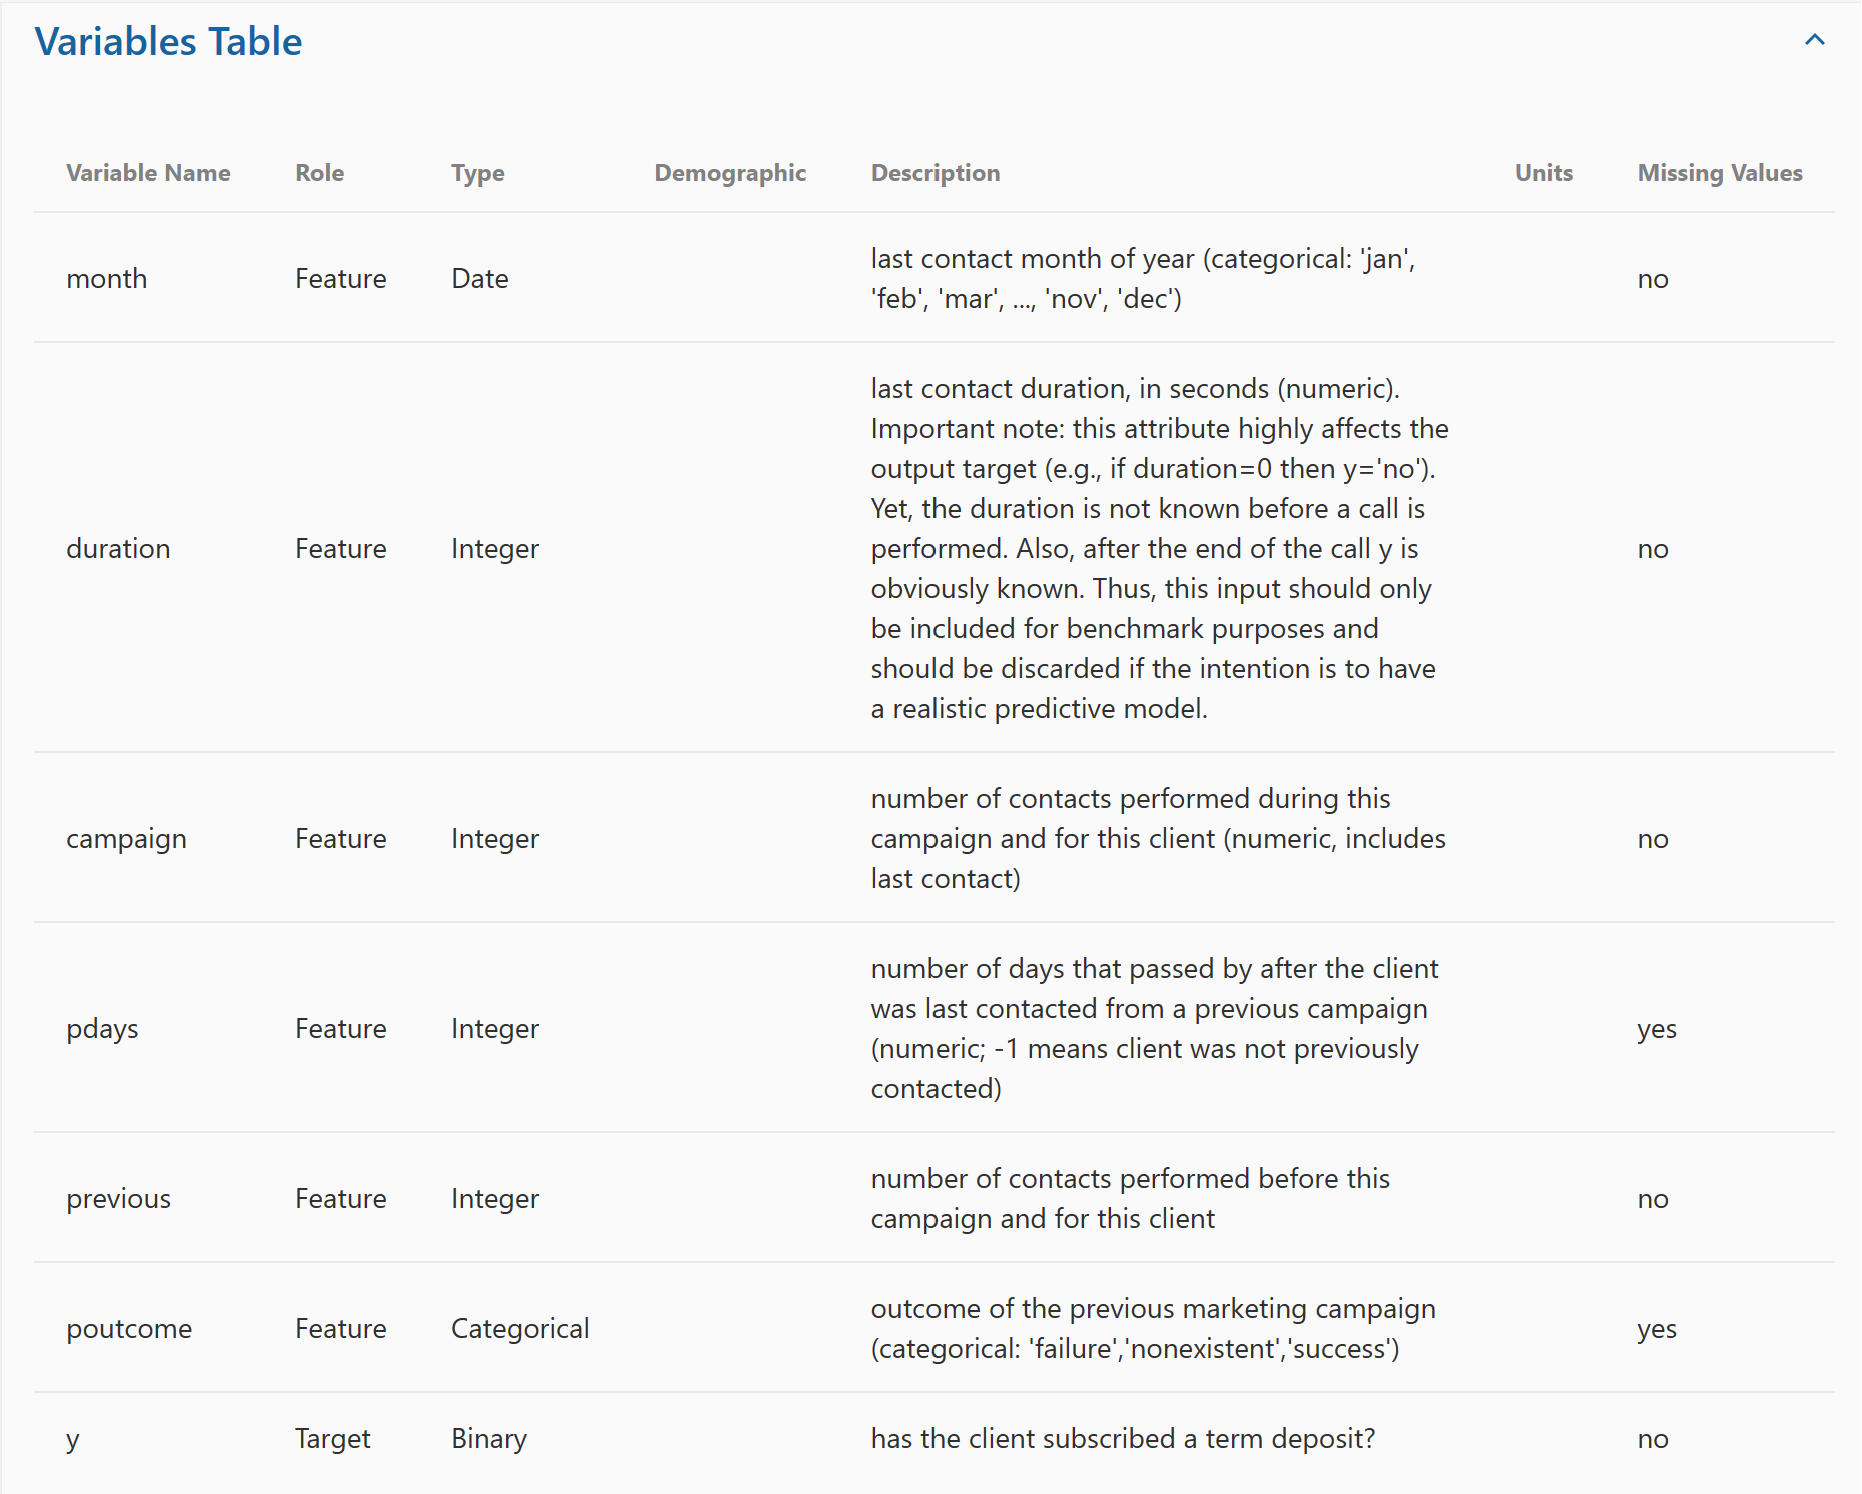 Variables Table
Variable Name Role Type Demographic Description Units Missing Values
month Feature Date last contact month of year (categorical: 'jan', 'feb', 'mar', ..., 'nov', 'dec') no
duration Feature Integer last contact duration, in seconds (numeric).
Important note: this attribute highly affects the
output target (e.g., if duration=0 then y='no').
Yet, the duration is not known before a call is
performed. Also, after the end of the call y is
obviously known. Thus, this input should only
be included for benchmark purposes and
should be discarded if the intention is to have
a realistic predictive model. no
campaign Feature Integer number of contacts performed during this
campaign and for this client (numeric, includes
last contact) no
pdays Feature Integer number of days that passed by after the client
was last contacted from a previous campaign
(numeric; -1 means client was not previously
contacted) yes
previous Feature Integer number of contacts performed before this
campaign and for this client no
poutcome Feature Categorical outcome of the previous marketing campaign
(categorical: 'failure','nonexistent','success') yes
y Target Binary has the client subscribed a term deposit? no